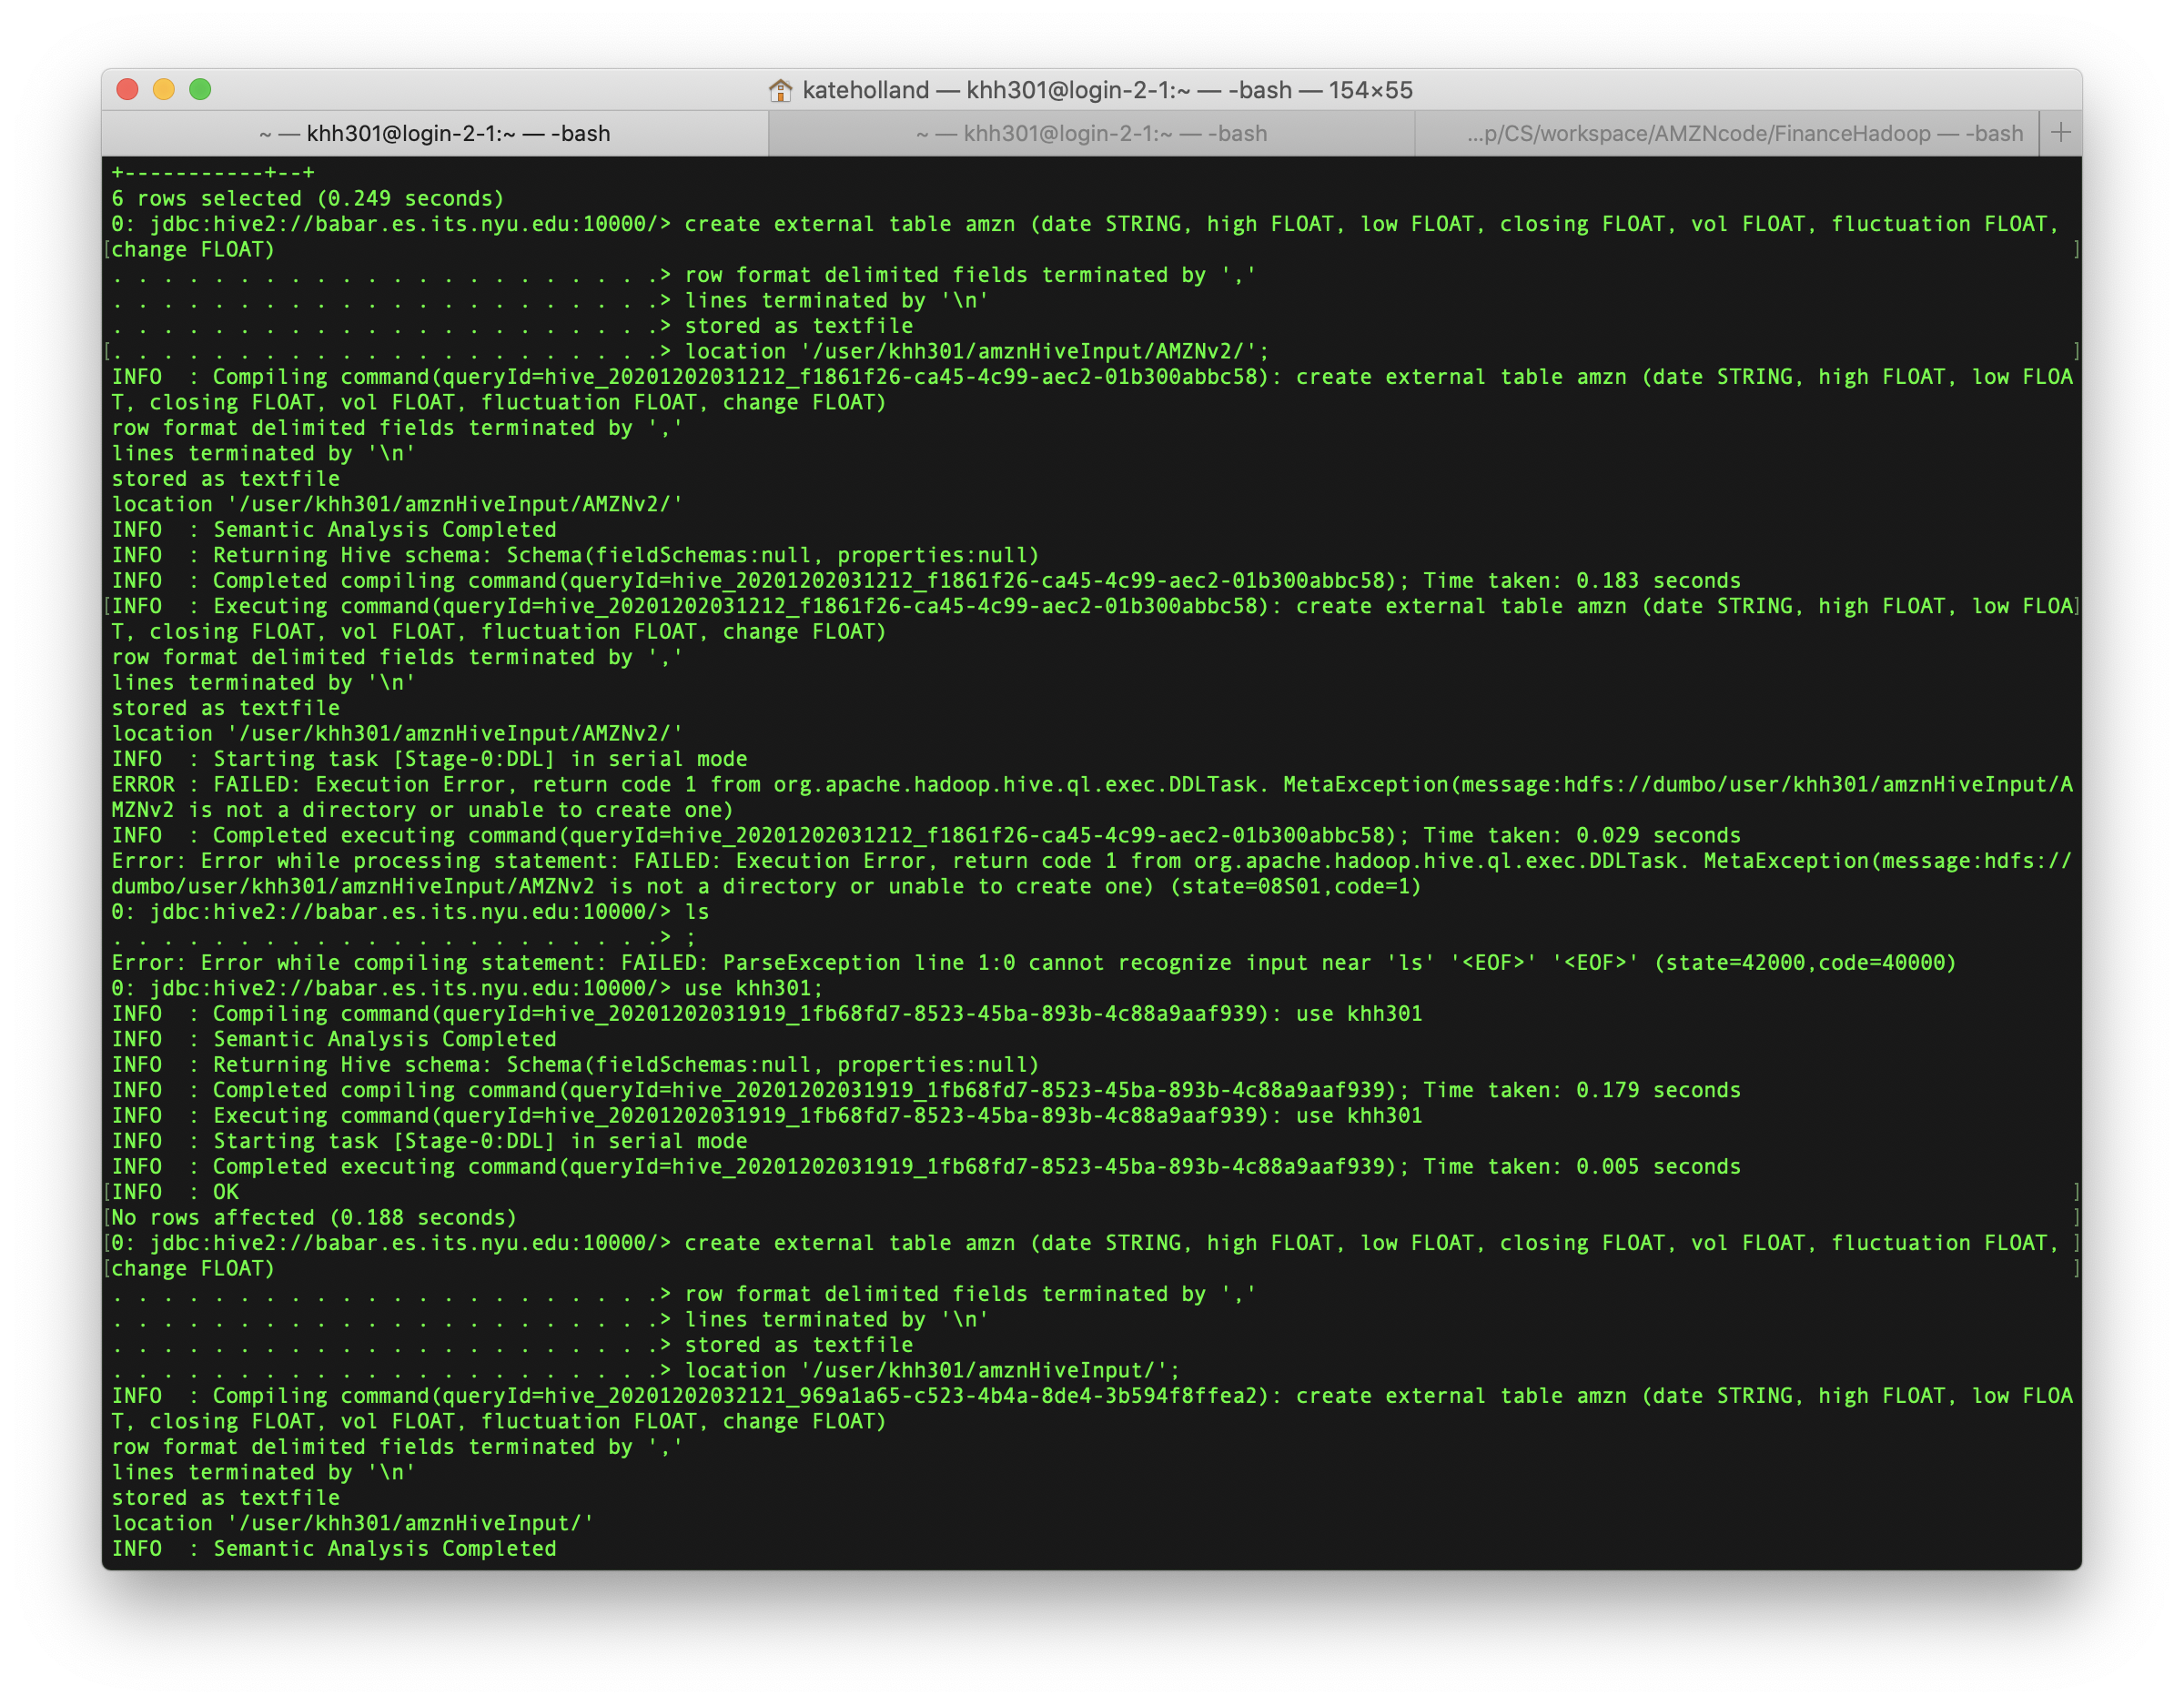 kateholland — khh301@login-2-1:~ — -bash — 154×55
~ — khh301@login-2-1:~ — -bash
~ — khh301@login-2-1:~ — -bash
...p/CS/workspace/AMZNcode/FinanceHadoop — -bash
+-----------+--+
6 rows selected (0.249 seconds)
0: jdbc:hive2://babar.es.its.nyu.edu:10000/> create external table amzn (date STRING, high FLOAT, low FLOAT, closing FLOAT, vol FLOAT, fluctuation FLOAT,
[change FLOAT) ]
. . . . . . . . . . . . . . . . . . . . . .> row format delimited fields terminated by ','
. . . . . . . . . . . . . . . . . . . . . .> lines terminated by '\n'
. . . . . . . . . . . . . . . . . . . . . .> stored as textfile
[. . . . . . . . . . . . . . . . . . . . . .> location '/user/khh301/amznHiveInput/AMZNv2/'; ]
INFO  : Compiling command(queryId=hive_20201202031212_f1861f26-ca45-4c99-aec2-01b300abbc58): create external table amzn (date STRING, high FLOAT, low FLOA
T, closing FLOAT, vol FLOAT, fluctuation FLOAT, change FLOAT)
row format delimited fields terminated by ','
lines terminated by '\n'
stored as textfile
location '/user/khh301/amznHiveInput/AMZNv2/'
INFO  : Semantic Analysis Completed
INFO  : Returning Hive schema: Schema(fieldSchemas:null, properties:null)
INFO  : Completed compiling command(queryId=hive_20201202031212_f1861f26-ca45-4c99-aec2-01b300abbc58); Time taken: 0.183 seconds
[INFO  : Executing command(queryId=hive_20201202031212_f1861f26-ca45-4c99-aec2-01b300abbc58): create external table amzn (date STRING, high FLOAT, low FLOA]
T, closing FLOAT, vol FLOAT, fluctuation FLOAT, change FLOAT)
row format delimited fields terminated by ','
lines terminated by '\n'
stored as textfile
location '/user/khh301/amznHiveInput/AMZNv2/'
INFO  : Starting task [Stage-0:DDL] in serial mode
ERROR : FAILED: Execution Error, return code 1 from org.apache.hadoop.hive.ql.exec.DDLTask. MetaException(message:hdfs://dumbo/user/khh301/amznHiveInput/A
MZNv2 is not a directory or unable to create one)
INFO  : Completed executing command(queryId=hive_20201202031212_f1861f26-ca45-4c99-aec2-01b300abbc58); Time taken: 0.029 seconds
Error: Error while processing statement: FAILED: Execution Error, return code 1 from org.apache.hadoop.hive.ql.exec.DDLTask. MetaException(message:hdfs://
dumbo/user/khh301/amznHiveInput/AMZNv2 is not a directory or unable to create one) (state=08S01,code=1)
0: jdbc:hive2://babar.es.its.nyu.edu:10000/> ls
. . . . . . . . . . . . . . . . . . . . . .> ;
Error: Error while compiling statement: FAILED: ParseException line 1:0 cannot recognize input near 'ls' '<EOF>' '<EOF>' (state=42000,code=40000)
0: jdbc:hive2://babar.es.its.nyu.edu:10000/> use khh301;
INFO  : Compiling command(queryId=hive_20201202031919_1fb68fd7-8523-45ba-893b-4c88a9aaf939): use khh301
INFO  : Semantic Analysis Completed
INFO  : Returning Hive schema: Schema(fieldSchemas:null, properties:null)
INFO  : Completed compiling command(queryId=hive_20201202031919_1fb68fd7-8523-45ba-893b-4c88a9aaf939); Time taken: 0.179 seconds
INFO  : Executing command(queryId=hive_20201202031919_1fb68fd7-8523-45ba-893b-4c88a9aaf939): use khh301
INFO  : Starting task [Stage-0:DDL] in serial mode
INFO  : Completed executing command(queryId=hive_20201202031919_1fb68fd7-8523-45ba-893b-4c88a9aaf939); Time taken: 0.005 seconds
[INFO  : OK ]
[No rows affected (0.188 seconds) ]
[0: jdbc:hive2://babar.es.its.nyu.edu:10000/> create external table amzn (date STRING, high FLOAT, low FLOAT, closing FLOAT, vol FLOAT, fluctuation FLOAT, ]
[change FLOAT) ]
. . . . . . . . . . . . . . . . . . . . . .> row format delimited fields terminated by ','
. . . . . . . . . . . . . . . . . . . . . .> lines terminated by '\n'
. . . . . . . . . . . . . . . . . . . . . .> stored as textfile
. . . . . . . . . . . . . . . . . . . . . .> location '/user/khh301/amznHiveInput/';
INFO  : Compiling command(queryId=hive_20201202032121_969a1a65-c523-4b4a-8de4-3b594f8ffea2): create external table amzn (date STRING, high FLOAT, low FLOA
T, closing FLOAT, vol FLOAT, fluctuation FLOAT, change FLOAT)
row format delimited fields terminated by ','
lines terminated by '\n'
stored as textfile
location '/user/khh301/amznHiveInput/'
INFO  : Semantic Analysis Completed